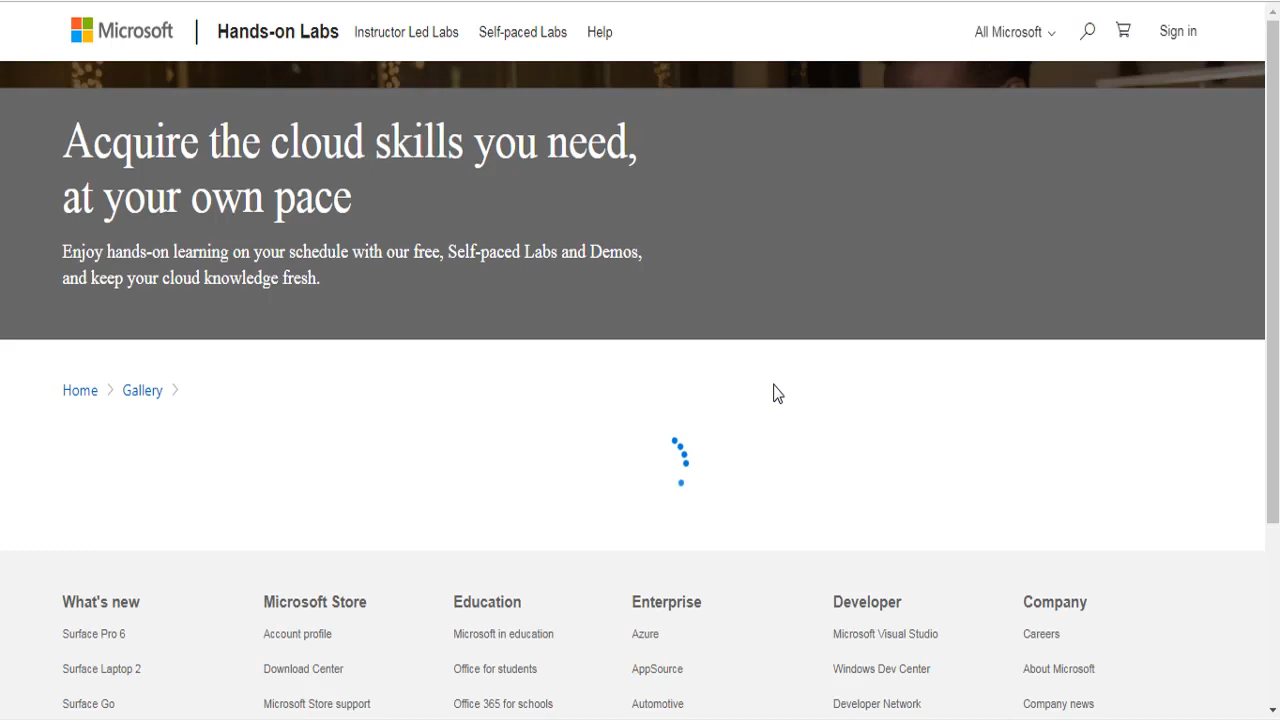 Microsoft | Hands-on Labs Instructor Led Labs Self-paced Labs Help All Microsoft Sign in
Acquire the cloud skills you need,
at your own pace
Enjoy hands-on learning on your schedule with our free, Self-paced Labs and Demos,
and keep your cloud knowledge fresh.
Home > Gallery >
What's new Microsoft Store Education Enterprise Developer Company
Surface Pro 6 Account profile Microsoft in education Azure Microsoft Visual Studio Careers
Surface Laptop 2 Download Center Office for students AppSource Windows Dev Center About Microsoft
Surface Go Microsoft Store support Office 365 for schools Automotive Developer Network Company news